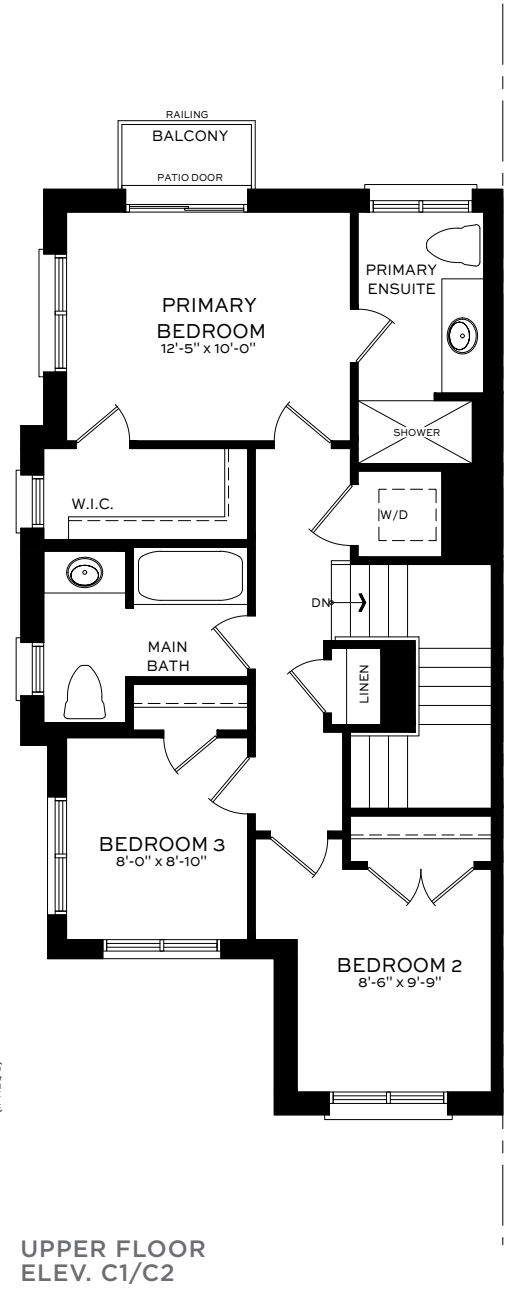 RAILING
BALCONY
PATIO DOOR
PRIMARY
ENSUITE
PRIMARY
BEDROOM
12'-5" x 10'-0"
SHOWER
W.I.C.
W/D
DN
MAIN
BATH
LINEN
BEDROOM 3
8'-0" x 8'-10"
BEDROOM 2
8'-6" x 9'-9"
UPPER FLOOR
ELEV. C1/C2